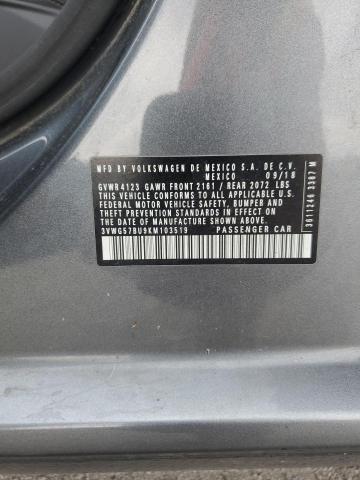 MFD BY VOLKSWAGEN DE MEXICO S.A. DE C.V.
MEXICO 09/18
GVWR 4123 GAWR FRONT 2161 / REAR 2072 LBS
THIS VEHICLE CONFORMS TO ALL APPLICABLE U.S.
FEDERAL MOTOR VEHICLE SAFETY, BUMPER AND
THEFT PREVENTION STANDARDS IN EFFECT ON
THE DATE OF MANUFACTURE SHOWN ABOVE
3VWG57BU9KM103519 PASSENGER CAR
3011246 3387 M